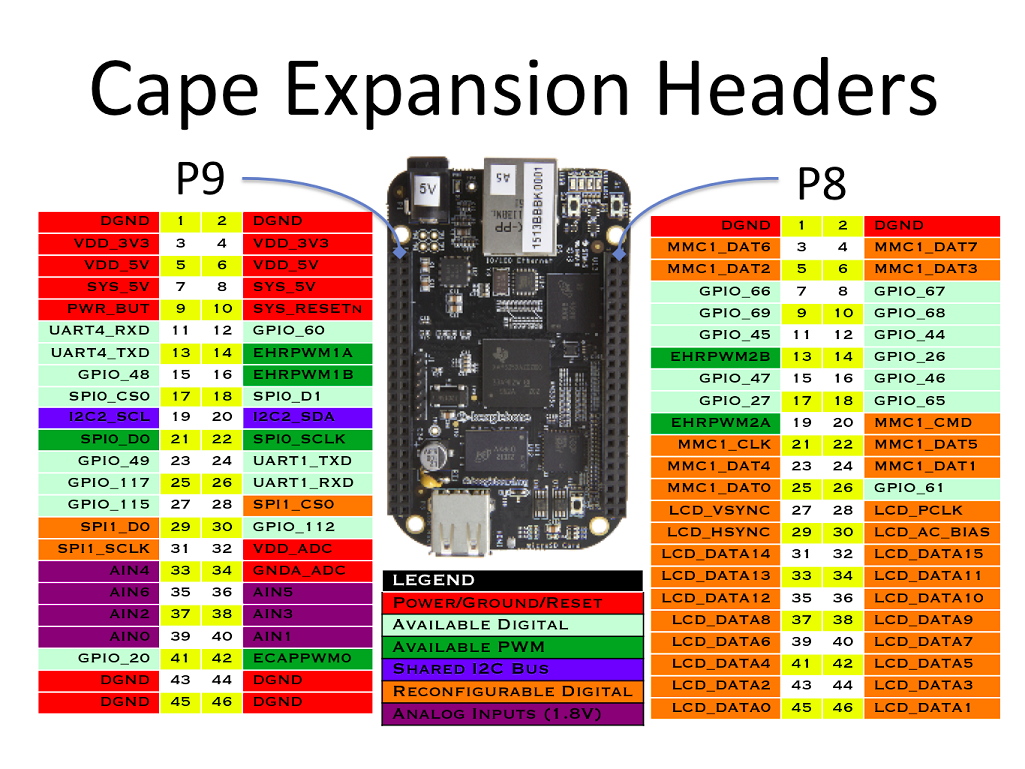 Cape Expansion Headers
P9
P8
DGND 1 2 DGND
VDD_3V3 3 4 VDD_3V3
VDD_5V 5 6 VDD_5V
SYS_5V 7 8 SYS_5V
PWR_BUT 9 10 SYS_RESETN
UART4_RXD 11 12 GPIO_60
UART4_TXD 13 14 EHRPWM1A
GPIO_48 15 16 EHRPWM1B
SPI0_CS0 17 18 SPI0_D1
I2C2_SCL 19 20 I2C2_SDA
SPI0_D0 21 22 SPI0_SCLK
GPIO_49 23 24 UART1_TXD
GPIO_117 25 26 UART1_RXD
GPIO_115 27 28 SPI1_CS0
SPI1_D0 29 30 GPIO_112
SPI1_SCLK 31 32 VDD_ADC
AIN4 33 34 GNDA_ADC
AIN6 35 36 AIN5
AIN2 37 38 AIN3
AIN0 39 40 AIN1
GPIO_20 41 42 ECAPPWM0
DGND 43 44 DGND
DGND 45 46 DGND
5V
A5
1513BBBK0001
beaglebone
microSD Card
LEGEND
Power/Ground/Reset
Available Digital
Available PWM
Shared I2C Bus
Reconfigurable Digital
Analog Inputs (1.8V)
DGND 1 2 DGND
MMC1_DAT6 3 4 MMC1_DAT7
MMC1_DAT2 5 6 MMC1_DAT3
GPIO_66 7 8 GPIO_67
GPIO_69 9 10 GPIO_68
GPIO_45 11 12 GPIO_44
EHRPWM2B 13 14 GPIO_26
GPIO_47 15 16 GPIO_46
GPIO_27 17 18 GPIO_65
EHRPWM2A 19 20 MMC1_CMD
MMC1_CLK 21 22 MMC1_DAT5
MMC1_DAT4 23 24 MMC1_DAT1
MMC1_DAT0 25 26 GPIO_61
LCD_VSYNC 27 28 LCD_PCLK
LCD_HSYNC 29 30 LCD_AC_BIAS
LCD_DATA14 31 32 LCD_DATA15
LCD_DATA13 33 34 LCD_DATA11
LCD_DATA12 35 36 LCD_DATA10
LCD_DATA8 37 38 LCD_DATA9
LCD_DATA6 39 40 LCD_DATA7
LCD_DATA4 41 42 LCD_DATA5
LCD_DATA2 43 44 LCD_DATA3
LCD_DATA0 45 46 LCD_DATA1